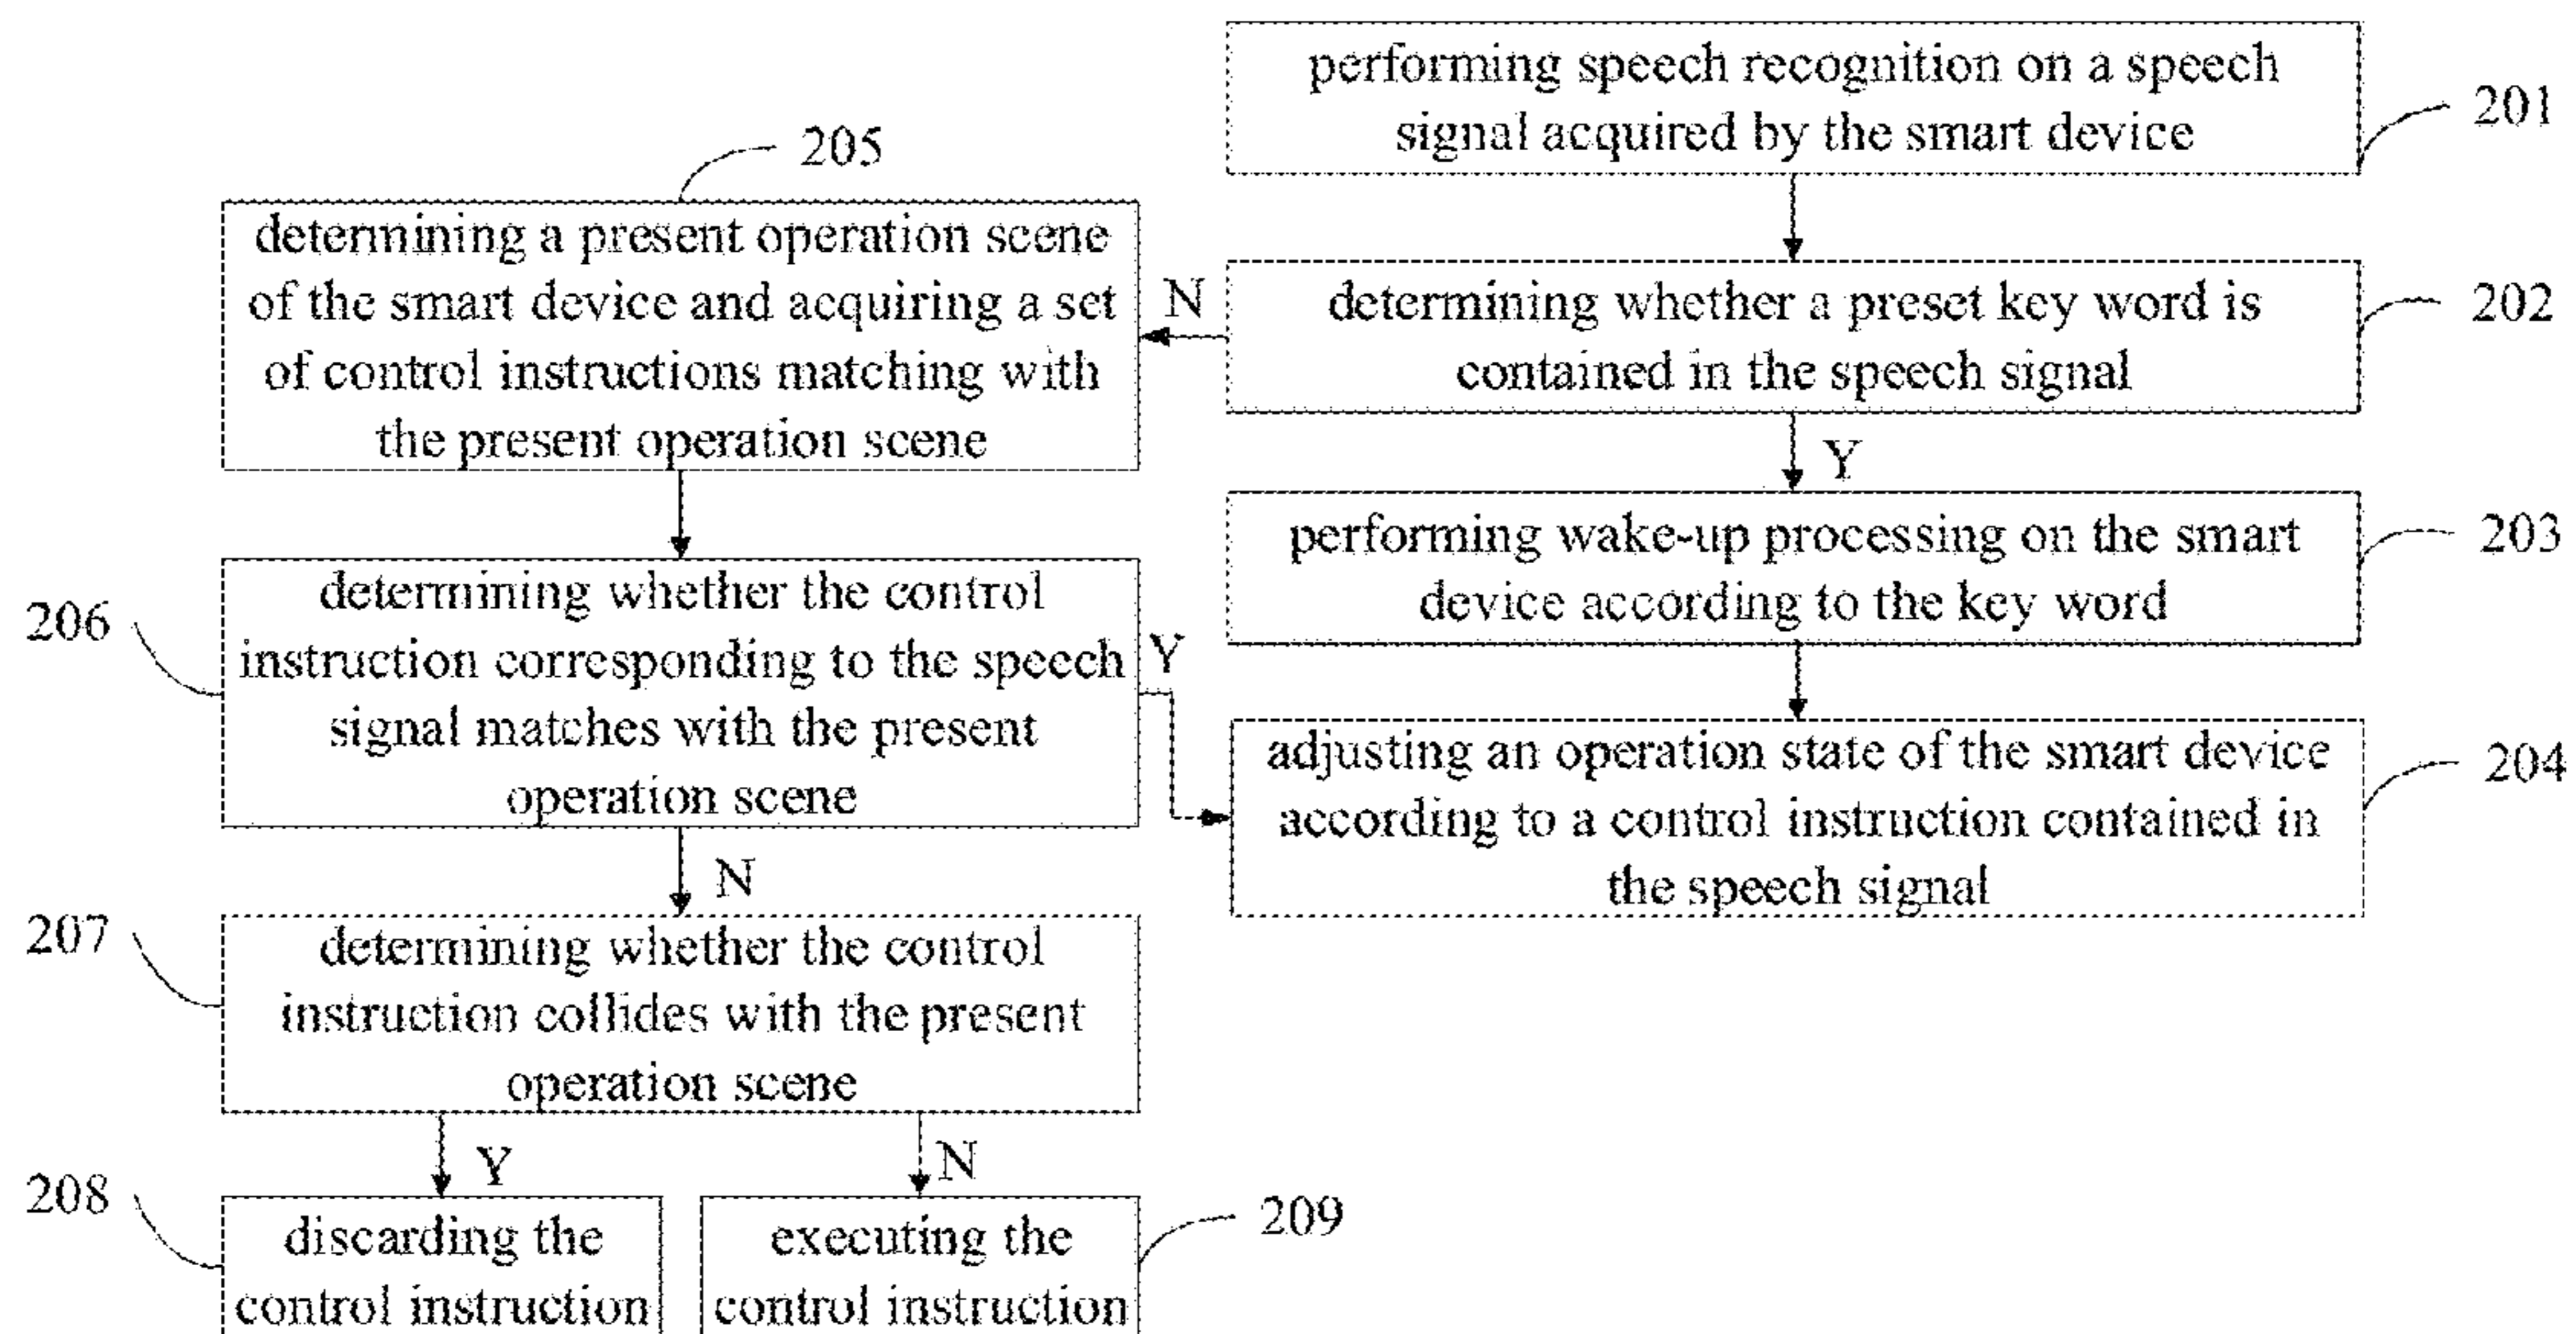 performing speech recognition on a speech
signal acquired by the smart device
201
determining whether a preset key word is
contained in the speech signal
202
N
Y
performing wake-up processing on the smart
device according to the key word
203
adjusting an operation state of the smart device
according to a control instruction contained in
the speech signal
204
205
determining a present operation scene
of the smart device and acquiring a set
of control instructions matching with
the present operation scene
206
determining whether the control
instruction corresponding to the speech
signal matches with the present
operation scene
Y
N
207
determining whether the control
instruction collides with the present
operation scene
Y
N
208
discarding the
control instruction
executing the
control instruction
209